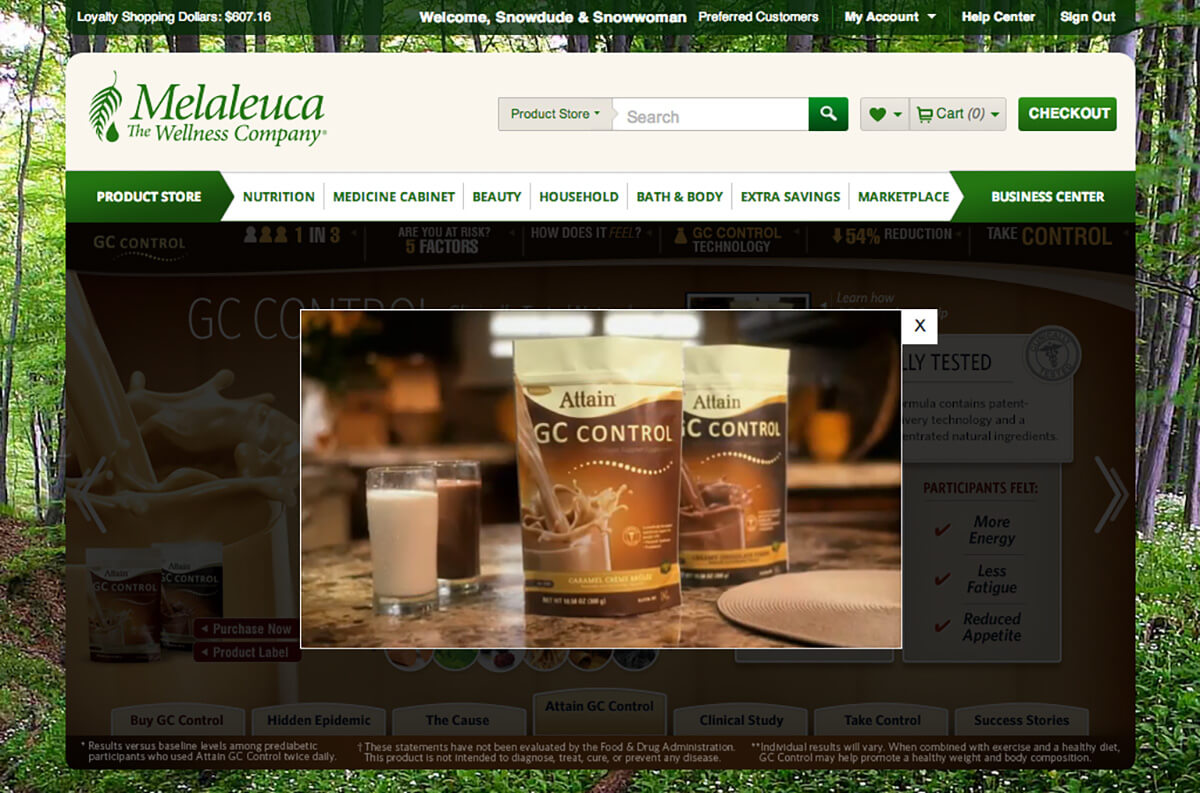 Loyalty Shopping Dollars: $607.16
Welcome, Snowdude & Snowwoman Preferred Customers My Account Help Center Sign Out
Melaleuca
The Wellness Company®
Product Store
Search
Cart (0)
CHECKOUT
PRODUCT STORE
NUTRITION
MEDICINE CABINET
BEAUTY
HOUSEHOLD
BATH & BODY
EXTRA SAVINGS
MARKETPLACE
BUSINESS CENTER
GC CONTROL
1 IN 3
ARE YOU AT RISK?
5 FACTORS
HOW DOES IT FEEL?
GC CONTROL
TECHNOLOGY
54% REDUCTION
TAKE CONTROL
GC CONTROL
Learn how
X
Attain
GC CONTROL
CARAMEL CRÈME BRÛLÉE
NET WT 10.58 OZ (300 g)
Attain
GC CONTROL
CREAMY CHOCOLATE
LLY TESTED
CLINICALLY TESTED
ormula contains patent-
very technology and a
entrated natural ingredients.
PARTICIPANTS FELT:
More
Energy
Less
Fatigue
Reduced
Appetite
Attain
GC CONTROL
Attain
GC CONTROL
Purchase Now
Product Label
Buy GC Control
Hidden Epidemic
The Cause
Attain GC Control
Clinical Study
Take Control
Success Stories
* Results versus baseline levels among prediabetic
participants who used Attain GC Control twice daily.
† These statements have not been evaluated by the Food & Drug Administration.
This product is not intended to diagnose, treat, cure, or prevent any disease.
**Individual results will vary. When combined with exercise and a healthy diet,
GC Control may help promote a healthy weight and body composition.